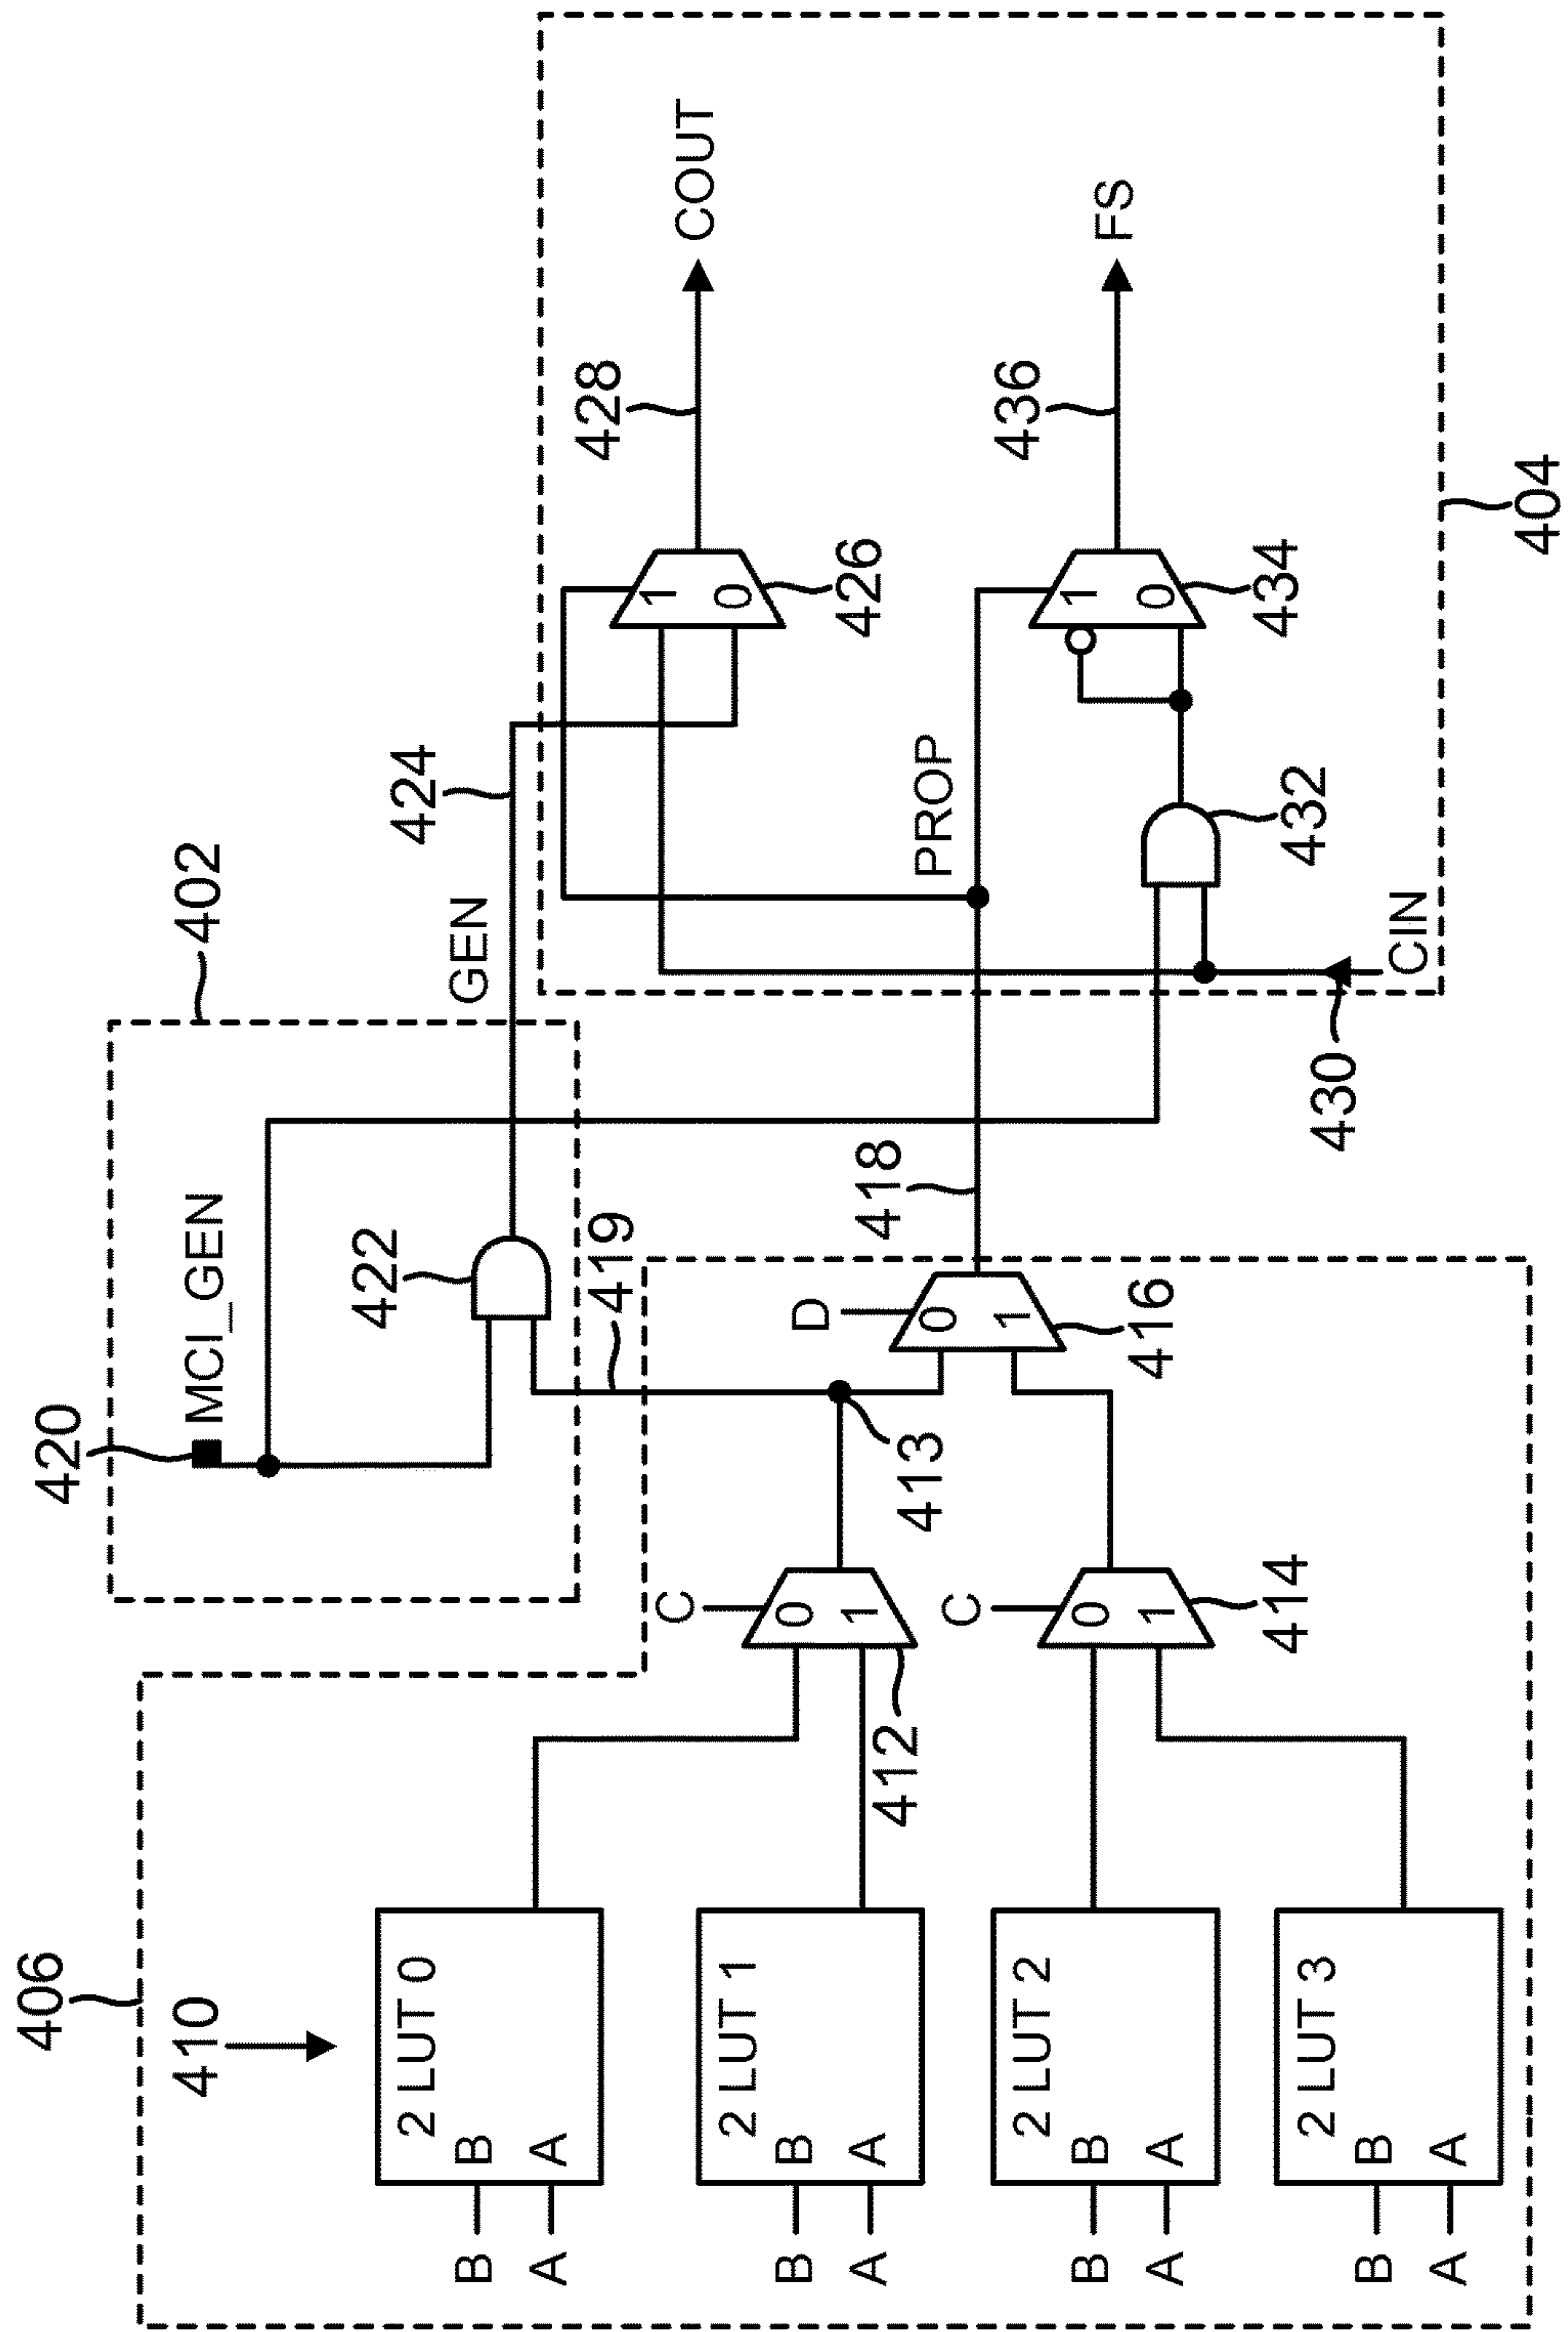 406
410
2 LUT 0
B
A
B
A
2 LUT 1
B
A
B
A
2 LUT 2
B
A
B
A
2 LUT 3
B
A
B
A
C
0
1
412
C
0
1
414
413
D
0
1
416
418
419
420
MCI_GEN
422
402
GEN
424
PROP
CIN
430
432
1
0
426
428
COUT
1
0
434
436
FS
404